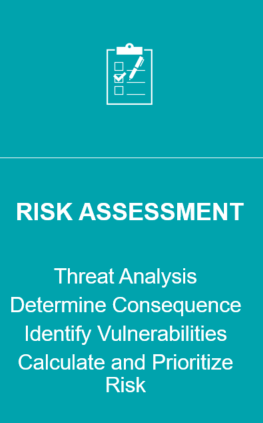 RISK ASSESSMENT
Threat Analysis
Determine Consequence
Identify Vulnerabilities
Calculate and Prioritize
Risk